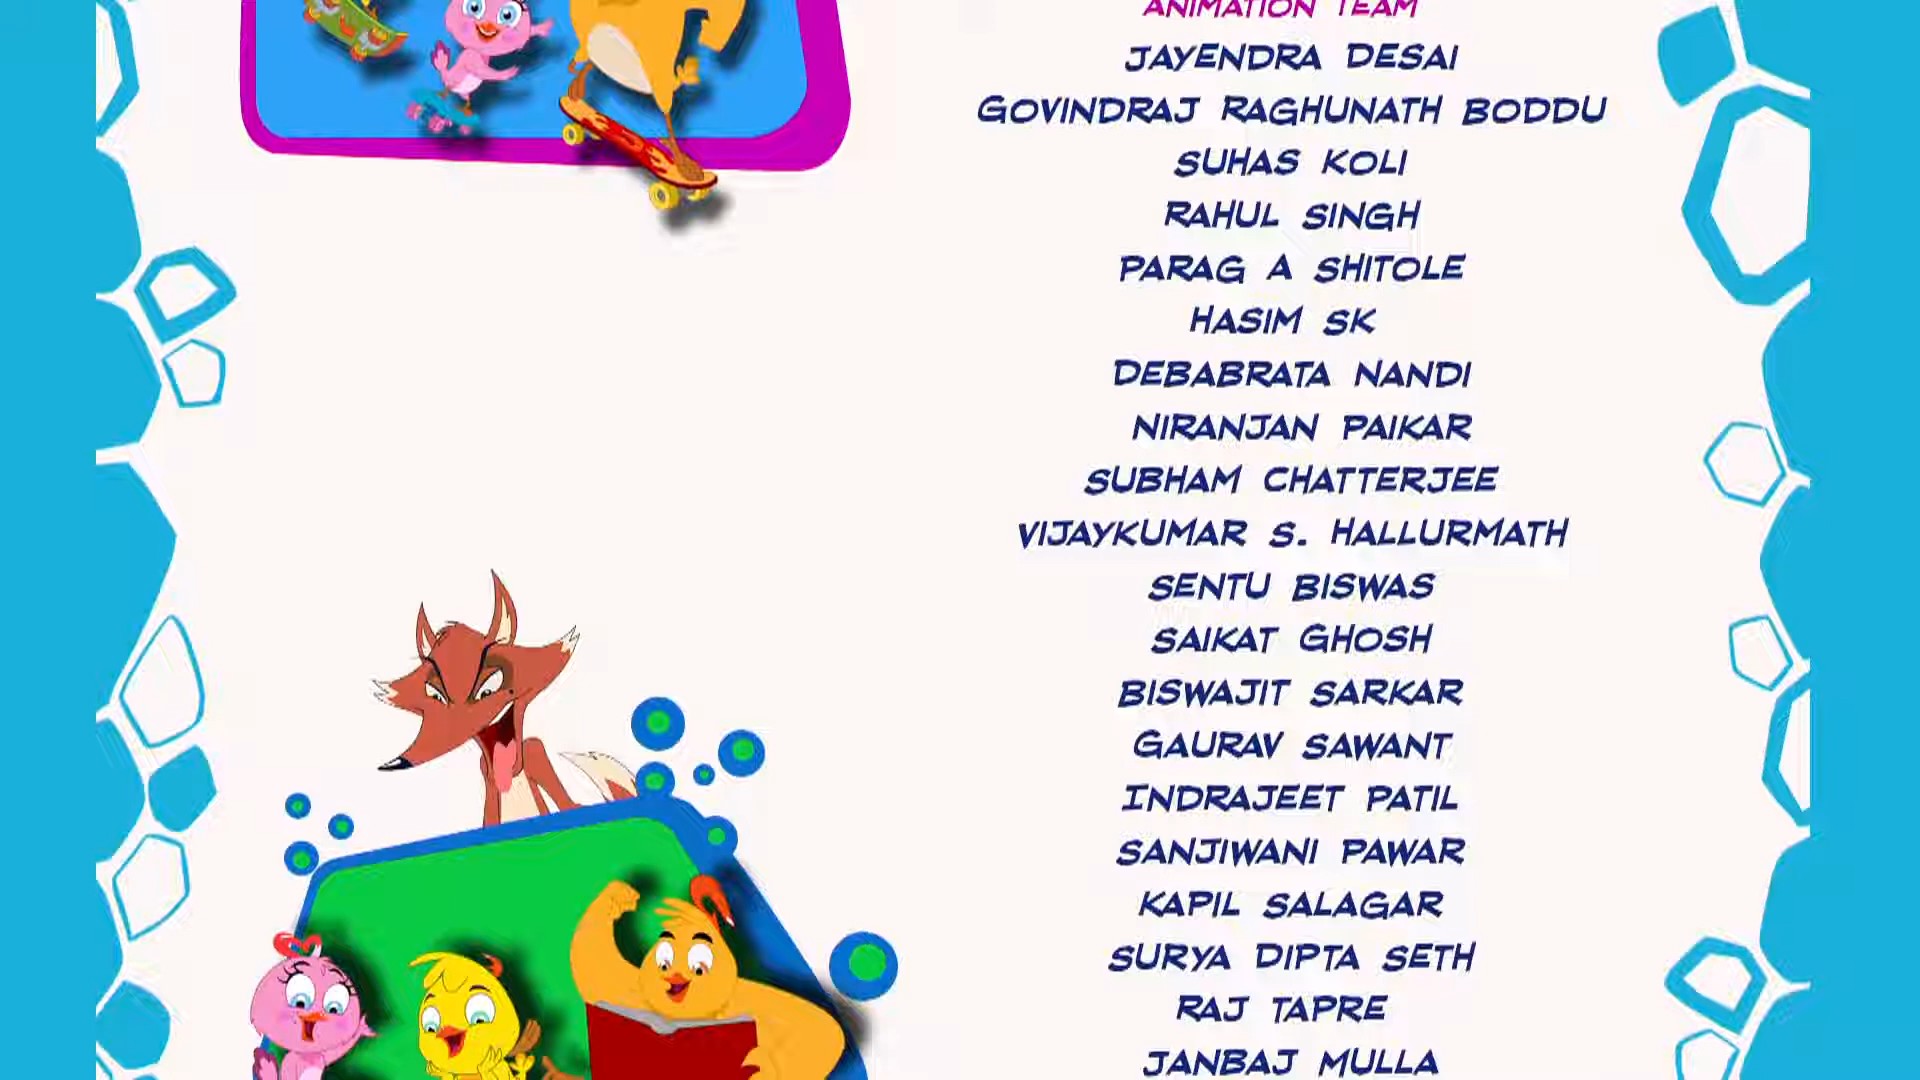 ANIMATION TEAM
JAYENDRA DESAI
GOVINDRAJ RAGHUNATH BODDU
SUHAS KOLI
RAHUL SINGH
PARAG A SHITOLE
HASIM SK
DEBABRATA NANDI
NIRANJAN PAIKAR
SUBHAM CHATTERJEE
VIJAYKUMAR S. HALLURMATH
SENTU BISWAS
SAIKAT GHOSH
BISWAJIT SARKAR
GAURAV SAWANT
INDRAJEET PATIL
SANJIWANI PAWAR
KAPIL SALAGAR
SURYA DIPTA SETH
RAJ TAPRE
JANBAJ MULLA